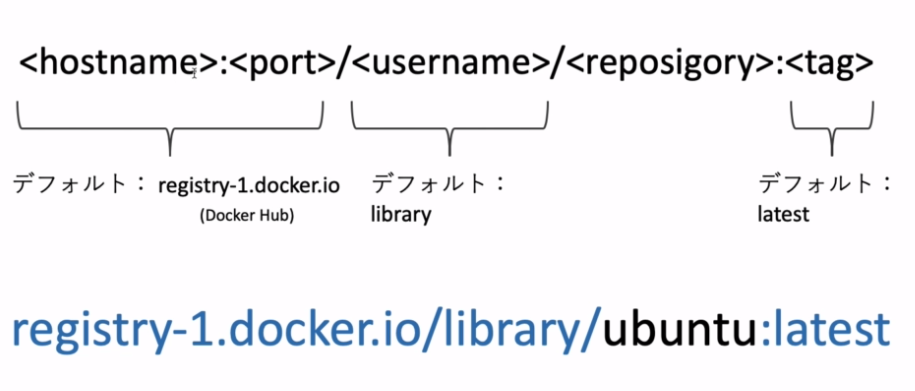 <hostname>:<port>/<username>/<reposigory>:<tag>
デフォルト： registry-1.docker.io デフォルト： デフォルト：
(Docker Hub) library latest
registry-1.docker.io/library/ubuntu:latest